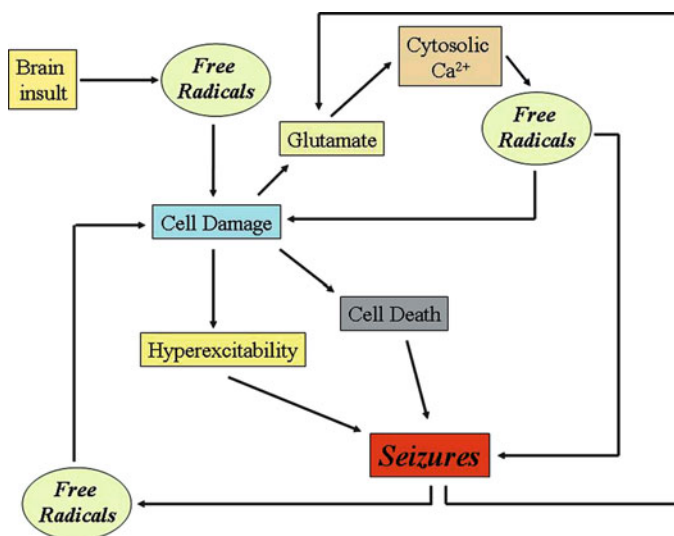 Brain
insult
Free
Radicals
Cytosolic
Ca²⁺
Free
Radicals
Glutamate
Cell Damage
Cell Death
Hyperexcitability
Seizures
Free
Radicals